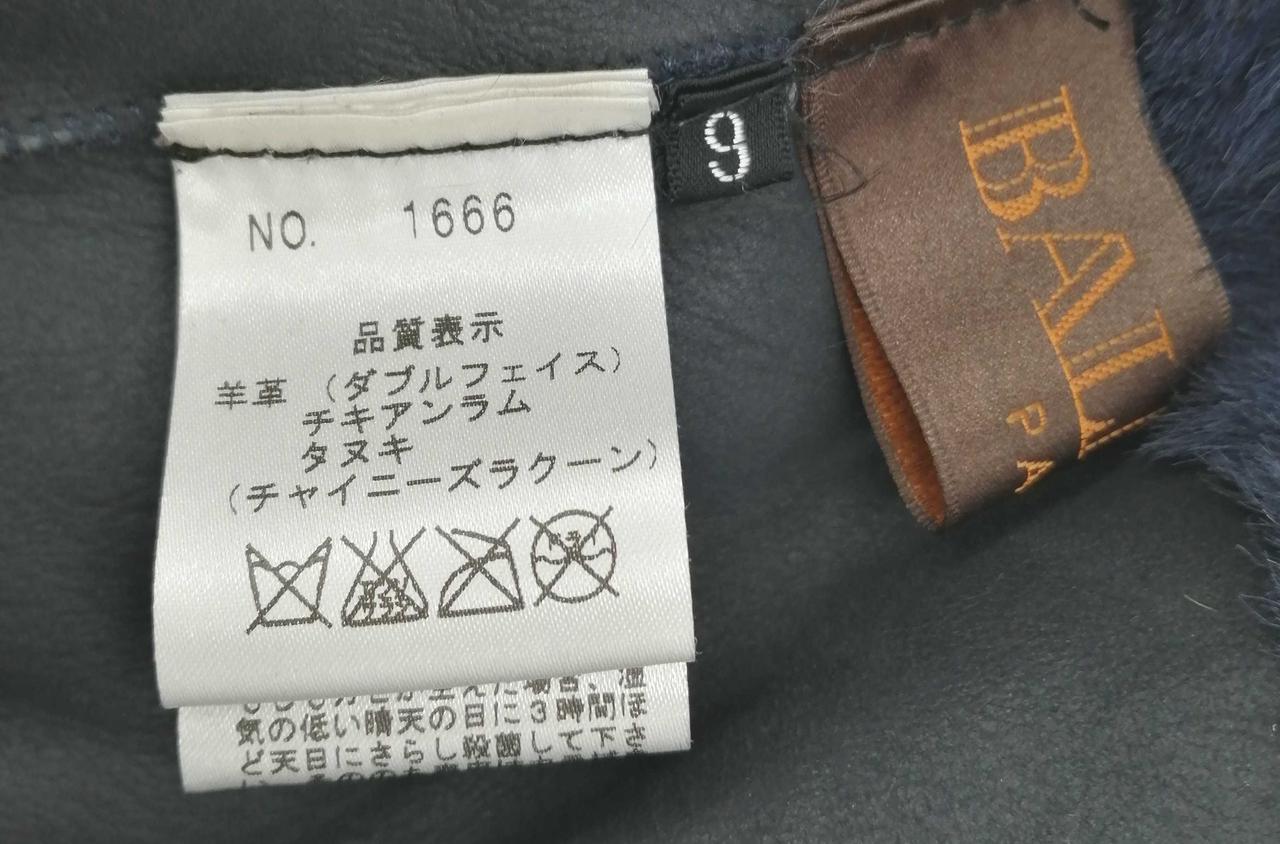 NO. 1666
品質表示
羊革 (ダブルフェイス)
チキアンラム
タヌキ
(チャイニーズラクーン)
気の低い晴天の日に3時間ほ
ど天日にさらし殺菌して下さ
9
BAL
PA